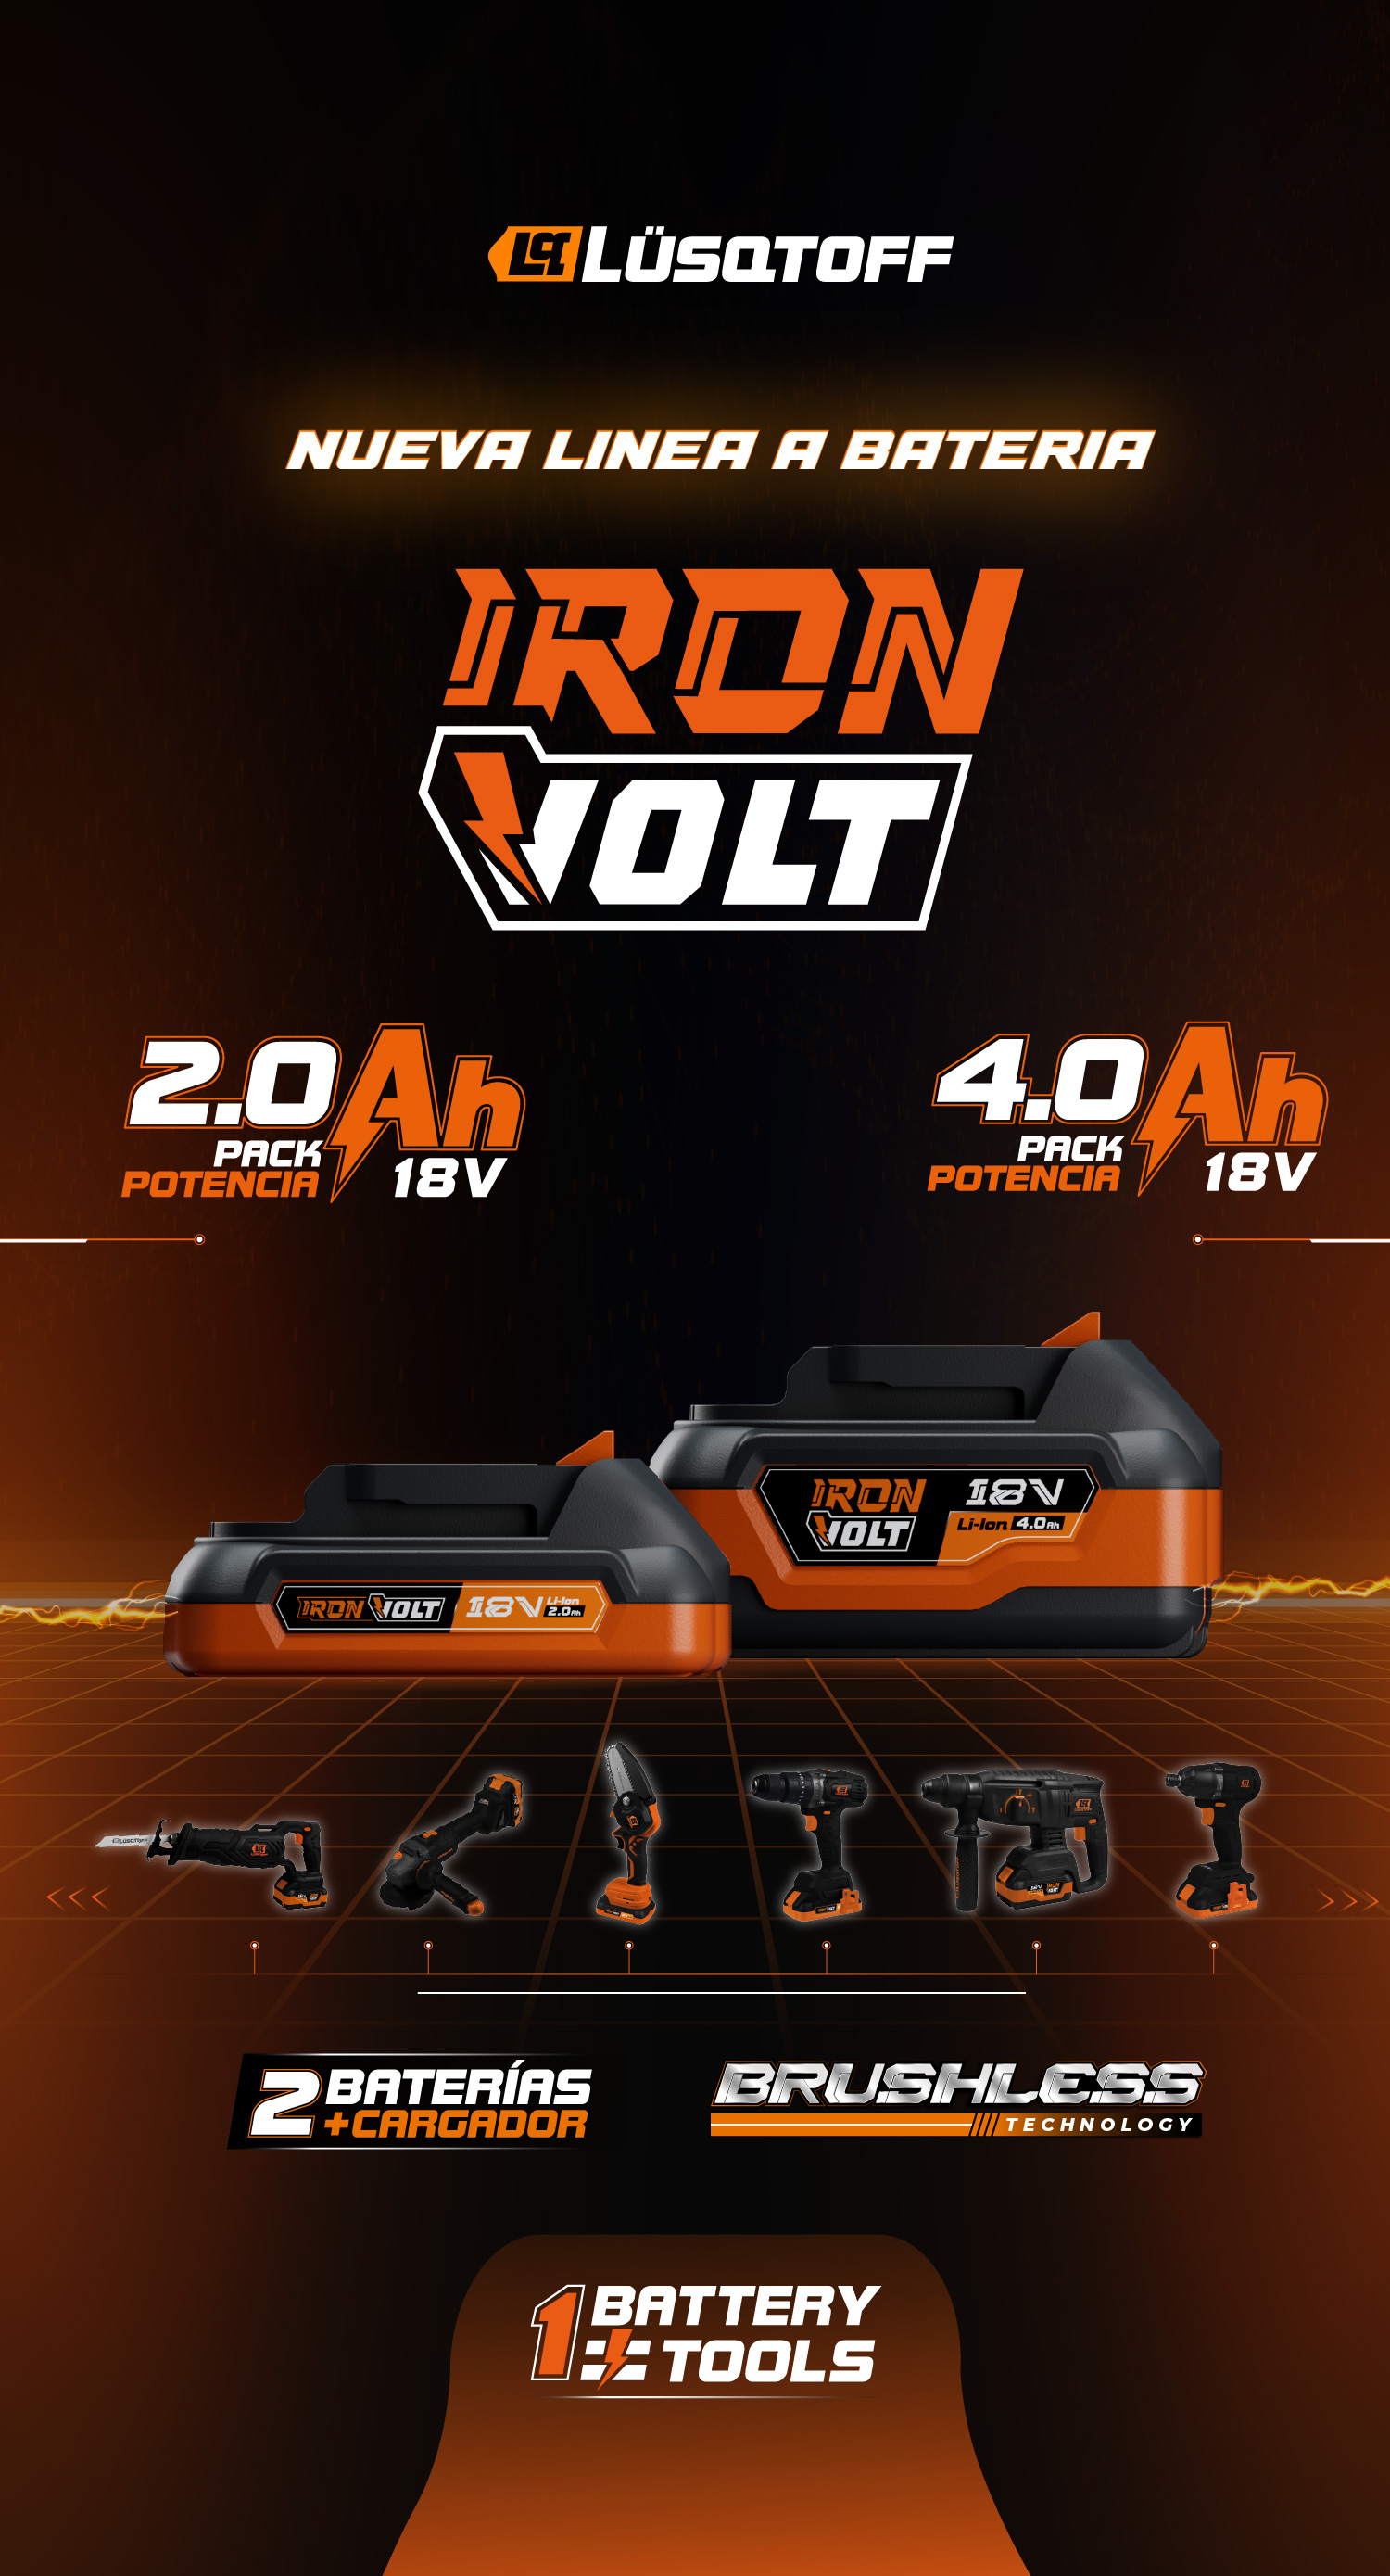 LÜSQTOFF
NUEVA LINEA A BATERIA
IRON
VOLT
2.0Ah
PACK
POTENCIA
18V
4.0Ah
PACK
POTENCIA
18V
IRON
VOLT
18V
Li-Ion 4.0Ah
IRON VOLT 18V Li-Ion 2.0Ah
LÜSQTOFF
2 BATERÍAS
+CARGADOR
BRUSHLESS
TECHNOLOGY
1 BATTERY
TOOLS